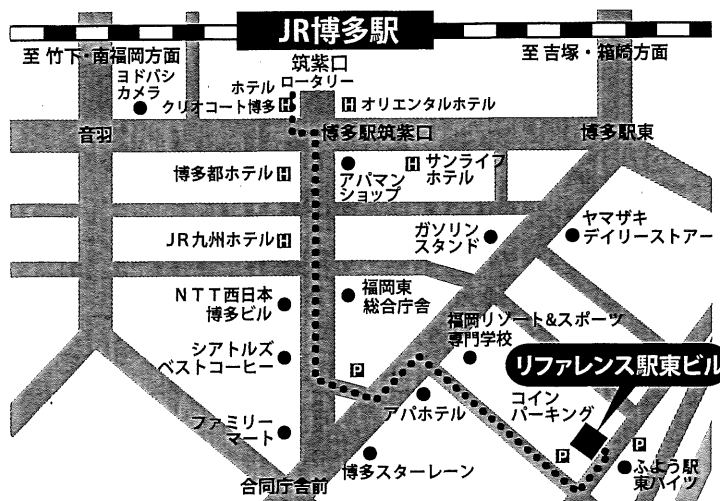 JR博多駅
至 竹下・南福岡方面
筑紫口
至 吉塚・箱崎方面
ヨドバシ
カメラ
ホテル
クリオコート博多 H
ロータリー
H オリエンタルホテル
音羽
博多駅筑紫口
博多駅東
博多都ホテル H
アパマン
ショップ
H サンライフ
ホテル
JR九州ホテル H
ガソリン
スタンド
ヤマザキ
デイリーストアー
NTT西日本
博多ビル
福岡東
総合庁舎
福岡リゾート&スポーツ
専門学校
シアトルズ
ベストコーヒー
P
リファレンス駅東ビル
アパホテル
コイン
パーキング
ファミリー
マート
P
P
博多スターレーン
ふよう駅
東ハイツ
合同庁舎前